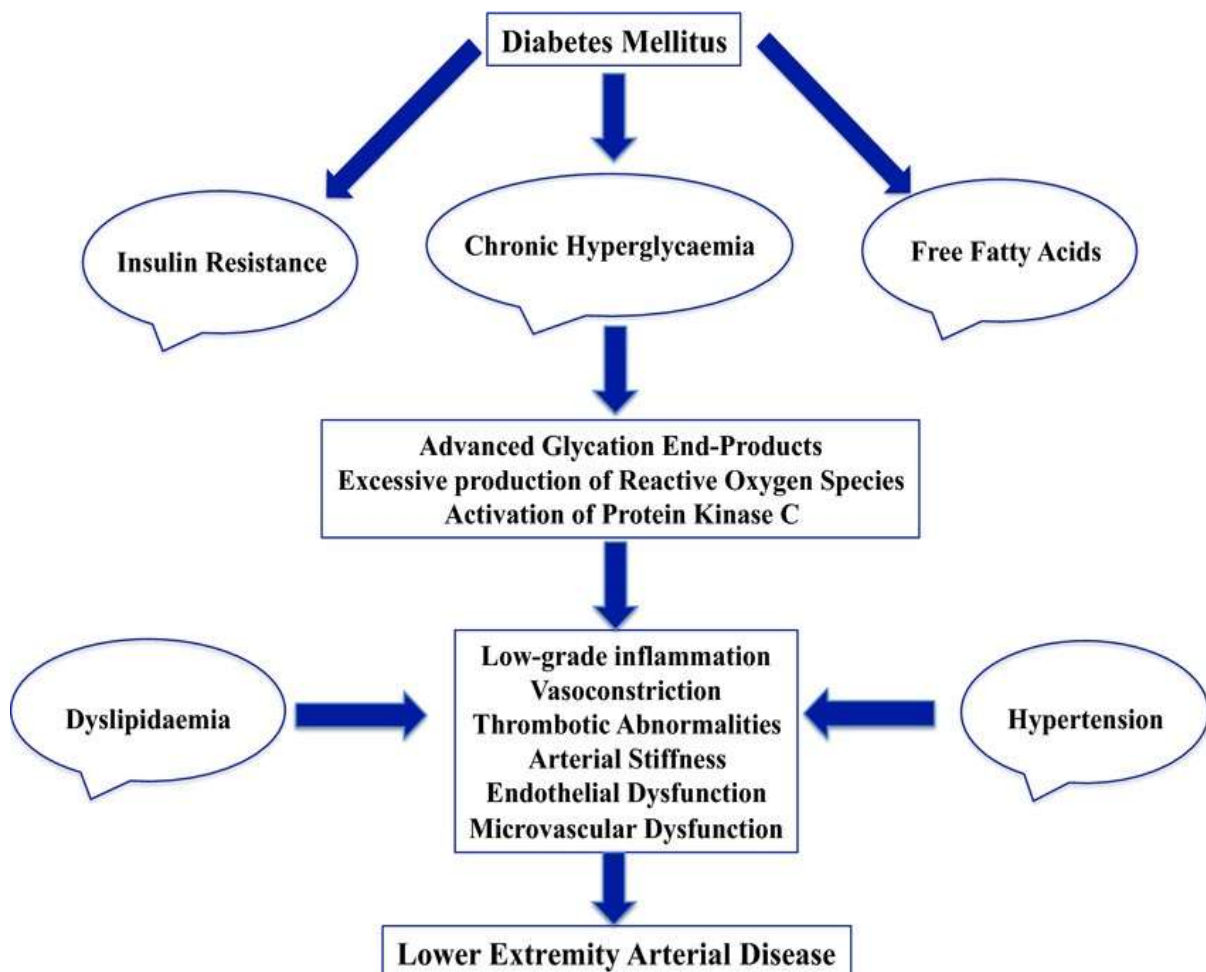 Diabetes Mellitus
Insulin Resistance
Chronic Hyperglycaemia
Free Fatty Acids
Advanced Glycation End-Products
Excessive production of Reactive Oxygen Species
Activation of Protein Kinase C
Dyslipidaemia
Low-grade inflammation
Vasoconstriction
Thrombotic Abnormalities
Arterial Stiffness
Endothelial Dysfunction
Microvascular Dysfunction
Hypertension
Lower Extremity Arterial Disease